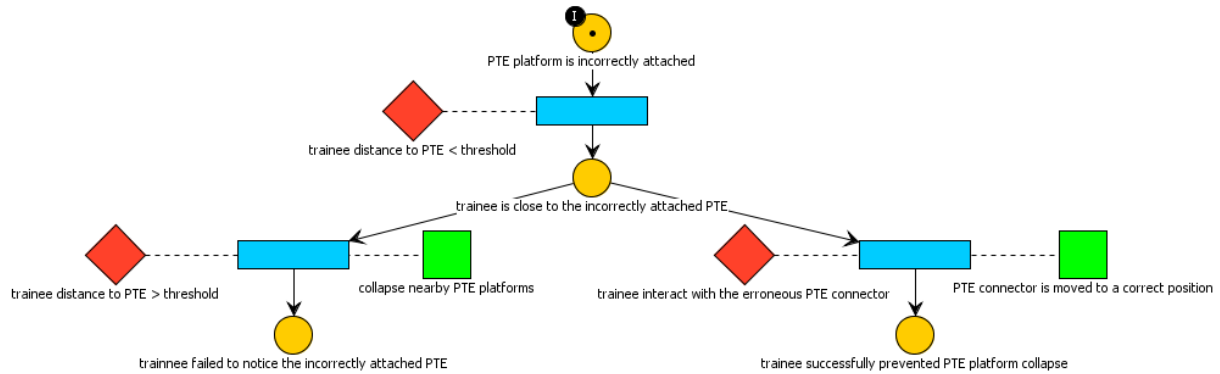 I
PTE platform is incorrectly attached
trainee distance to PTE < threshold
trainee is close to the incorrectly attached PTE
trainee distance to PTE > threshold
collapse nearby PTE platforms
trainee interact with the erroneous PTE connector
PTE connector is moved to a correct position
trainnee failed to notice the incorrectly attached PTE
trainee successfully prevented PTE platform collapse